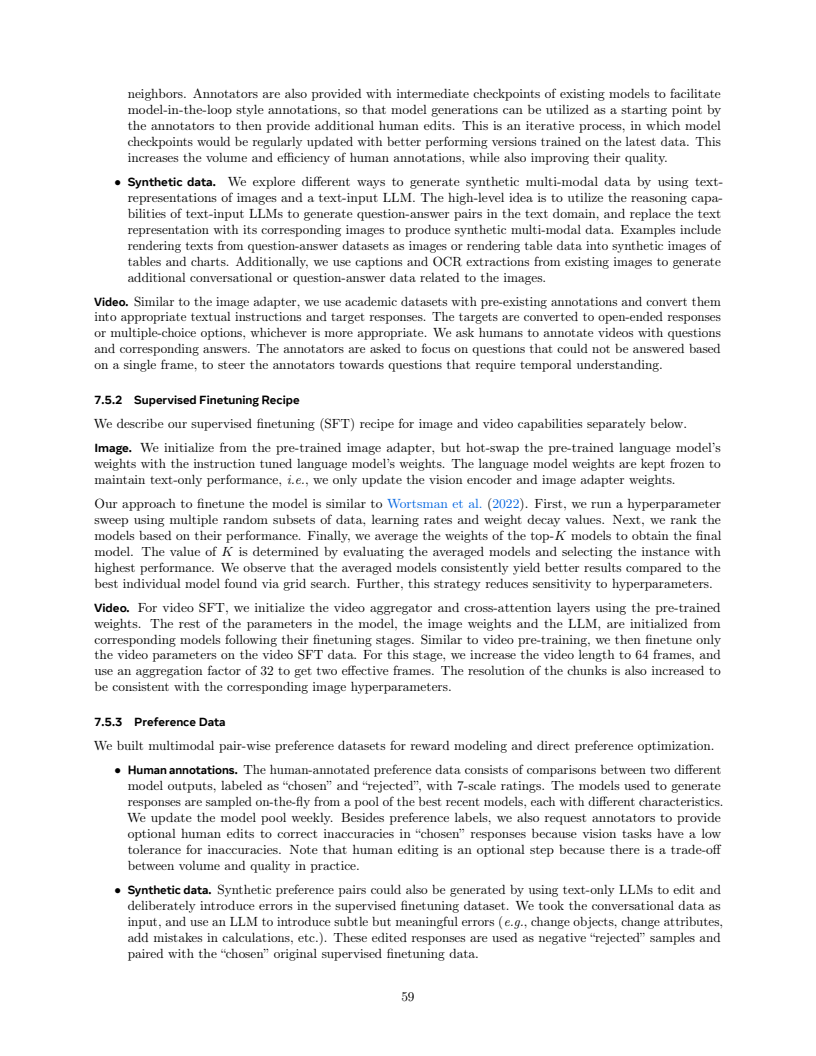 neighbors. Annotators are also provided with intermediate checkpoints of existing models to facilitate
model-in-the-loop style annotations, so that model generations can be utilized as a starting point by
the annotators to then provide additional human edits. This is an iterative process, in which model
checkpoints would be regularly updated with better performing versions trained on the latest data. This
increases the volume and efficiency of human annotations, while also improving their quality.
• Synthetic data. We explore different ways to generate synthetic multi-modal data by using text-
representations of images and a text-input LLM. The high-level idea is to utilize the reasoning capa-
bilities of text-input LLMs to generate question-answer pairs in the text domain, and replace the text
representation with its corresponding images to produce synthetic multi-modal data. Examples include
rendering texts from question-answer datasets as images or rendering table data into synthetic images of
tables and charts. Additionally, we use captions and OCR extractions from existing images to generate
additional conversational or question-answer data related to the images.
Video. Similar to the image adapter, we use academic datasets with pre-existing annotations and convert them
into appropriate textual instructions and target responses. The targets are converted to open-ended responses
or multiple-choice options, whichever is more appropriate. We ask humans to annotate videos with questions
and corresponding answers. The annotators are asked to focus on questions that could not be answered based
on a single frame, to steer the annotators towards questions that require temporal understanding.
7.5.2 Supervised Finetuning Recipe
We describe our supervised finetuning (SFT) recipe for image and video capabilities separately below.
Image. We initialize from the pre-trained image adapter, but hot-swap the pre-trained language model's
weights with the instruction tuned language model's weights. The language model weights are kept frozen to
maintain text-only performance, i.e., we only update the vision encoder and image adapter weights.
Our approach to finetune the model is similar to Wortsman et al. (2022). First, we run a hyperparameter
sweep using multiple random subsets of data, learning rates and weight decay values. Next, we rank the
models based on their performance. Finally, we average the weights of the top-K models to obtain the final
model. The value of K is determined by evaluating the averaged models and selecting the instance with
highest performance. We observe that the averaged models consistently yield better results compared to the
best individual model found via grid search. Further, this strategy reduces sensitivity to hyperparameters.
Video. For video SFT, we initialize the video aggregator and cross-attention layers using the pre-trained
weights. The rest of the parameters in the model, the image weights and the LLM, are initialized from
corresponding models following their finetuning stages. Similar to video pre-training, we then finetune only
the video parameters on the video SFT data. For this stage, we increase the video length to 64 frames, and
use an aggregation factor of 32 to get two effective frames. The resolution of the chunks is also increased to
be consistent with the corresponding image hyperparameters.
7.5.3 Preference Data
We built multimodal pair-wise preference datasets for reward modeling and direct preference optimization.
• Human annotations. The human-annotated preference data consists of comparisons between two different
model outputs, labeled as “chosen” and “rejected”, with 7-scale ratings. The models used to generate
responses are sampled on-the-fly from a pool of the best recent models, each with different characteristics.
We update the model pool weekly. Besides preference labels, we also request annotators to provide
optional human edits to correct inaccuracies in “chosen” responses because vision tasks have a low
tolerance for inaccuracies. Note that human editing is an optional step because there is a trade-off
between volume and quality in practice.
• Synthetic data. Synthetic preference pairs could also be generated by using text-only LLMs to edit and
deliberately introduce errors in the supervised finetuning dataset. We took the conversational data as
input, and use an LLM to introduce subtle but meaningful errors (e.g., change objects, change attributes,
add mistakes in calculations, etc.). These edited responses are used as negative “rejected” samples and
paired with the “chosen” original supervised finetuning data.
59